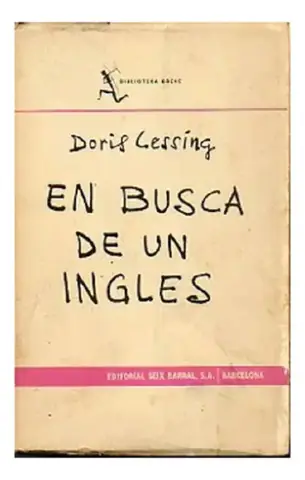 BIBLIOTECA BREVE
Doris Lessing
EN BUSCA
DE UN
INGLES
EDITORIAL SEIX BARRAL, S.A. BARCELONA